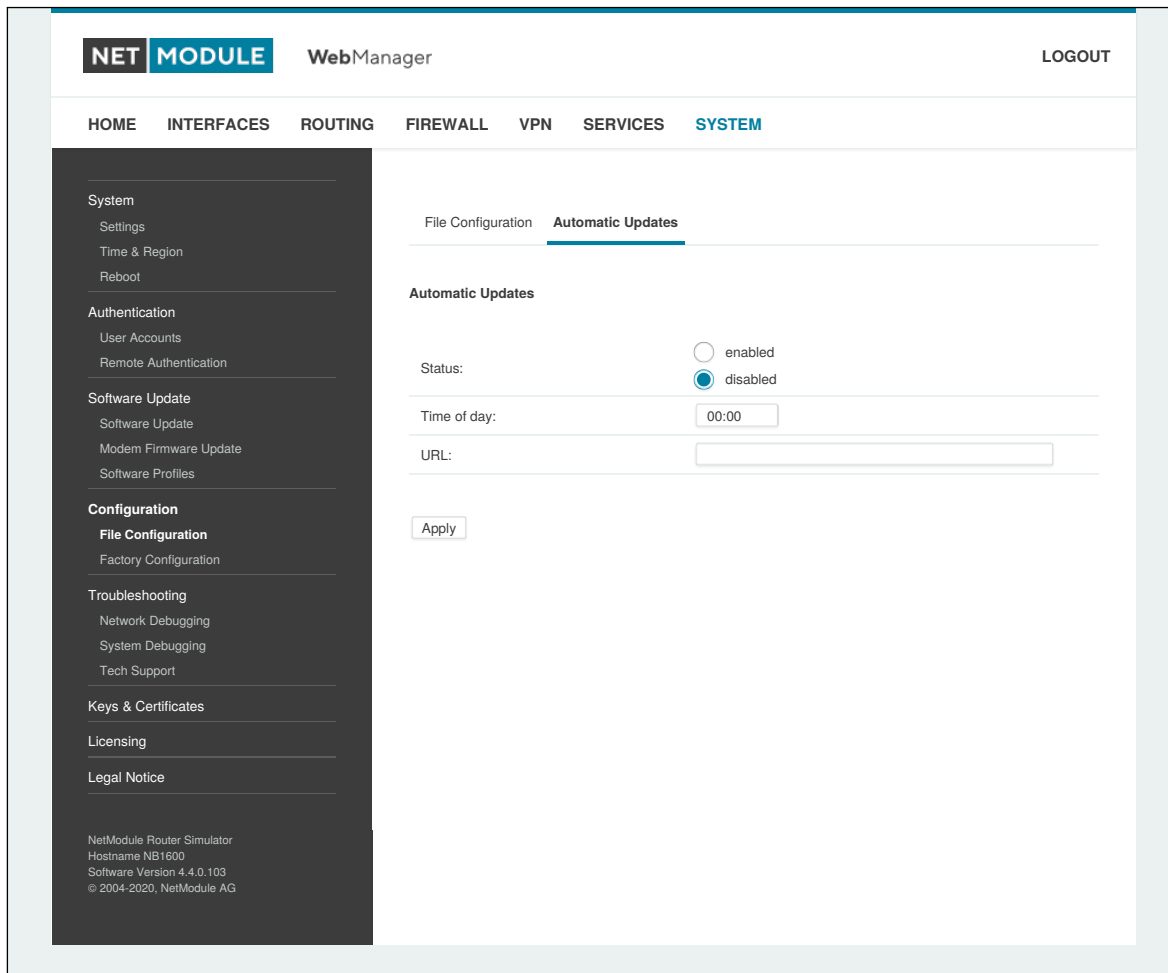 NET MODULE WebManager LOGOUT
HOME INTERFACES ROUTING FIREWALL VPN SERVICES SYSTEM
System
Settings
Time & Region
Reboot
Authentication
User Accounts
Remote Authentication
Software Update
Software Update
Modem Firmware Update
Software Profiles
Configuration
File Configuration
Factory Configuration
Troubleshooting
Network Debugging
System Debugging
Tech Support
Keys & Certificates
Licensing
Legal Notice
NetModule Router Simulator
Hostname NB1600
Software Version 4.4.0.103
© 2004-2020, NetModule AG
File Configuration Automatic Updates
Automatic Updates
Status: enabled
disabled
Time of day: 00:00
URL:
Apply